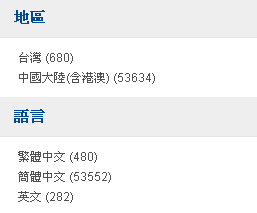 地區
台灣 (680)
中國大陸(含港澳) (53634)
語言
繁體中文 (480)
簡體中文 (53552)
英文 (282)